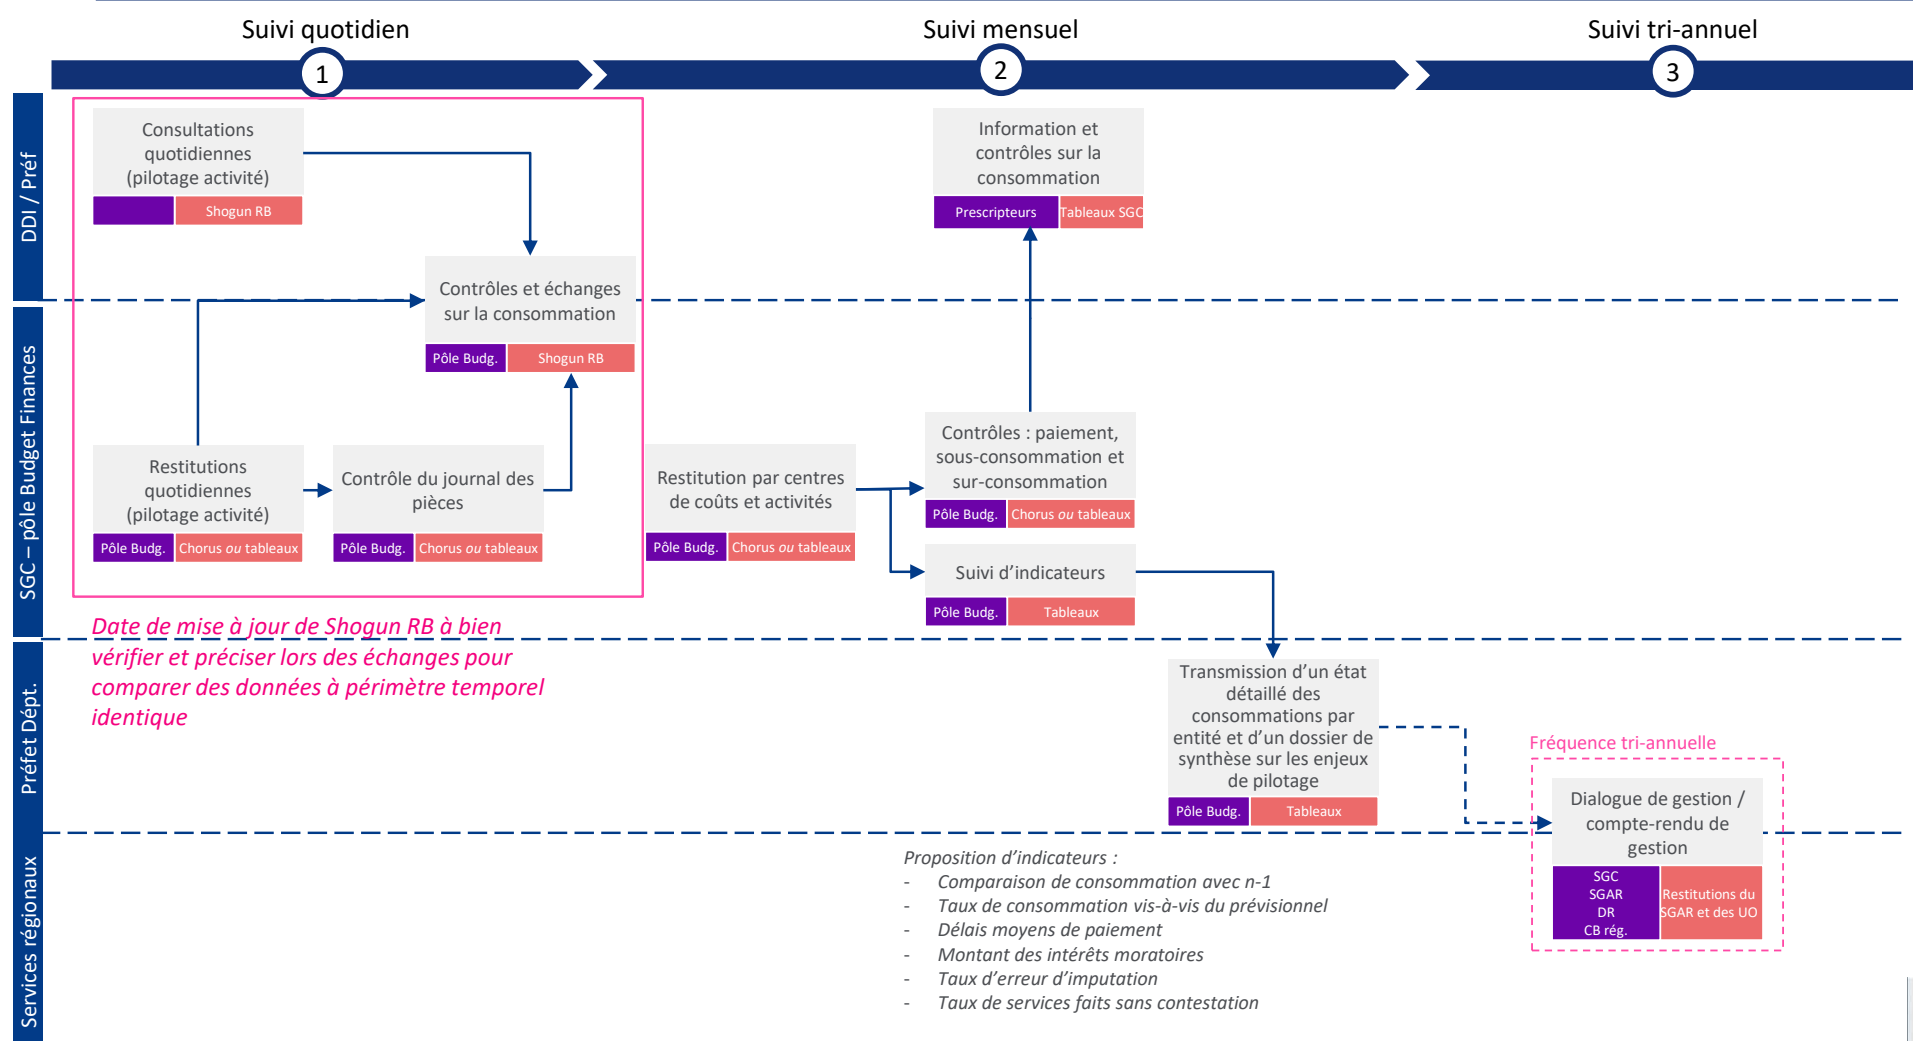 Suivi quotidien
Suivi mensuel
Suivi tri-annuel
1
2
3
DDI / Préf
Consultations
quotidiennes
(pilotage activité)
Shogun RB
Information et
contrôles sur la
consommation
Prescripteurs
Tableaux SGC
Contrôles et échanges
sur la consommation
Pôle Budg.
Shogun RB
SGC – pôle Budget Finances
Restitutions
quotidiennes
(pilotage activité)
Pôle Budg.
Chorus ou tableaux
Contrôle du journal des
pièces
Pôle Budg.
Chorus ou tableaux
Restitution par centres
de coûts et activités
Pôle Budg.
Chorus ou tableaux
Contrôles : paiement,
sous-consommation et
sur-consommation
Pôle Budg.
Chorus ou tableaux
Suivi d’indicateurs
Pôle Budg.
Tableaux
Date de mise à jour de Shogun RB à bien
vérifier et préciser lors des échanges pour
comparer des données à périmètre temporel
identique
Préfet Dépt.
Transmission d’un état
détaillé des
consommations par
entité et d’un dossier de
synthèse sur les enjeux
de pilotage
Pôle Budg.
Tableaux
Fréquence tri-annuelle
Dialogue de gestion /
compte-rendu de
gestion
SGC
SGAR
DR
CB rég.
Restitutions du
SGAR et des UO
Services régionaux
Proposition d’indicateurs :
- Comparaison de consommation avec n-1
- Taux de consommation vis-à-vis du prévisionnel
- Délais moyens de paiement
- Montant des intérêts moratoires
- Taux d’erreur d’imputation
- Taux de services faits sans contestation